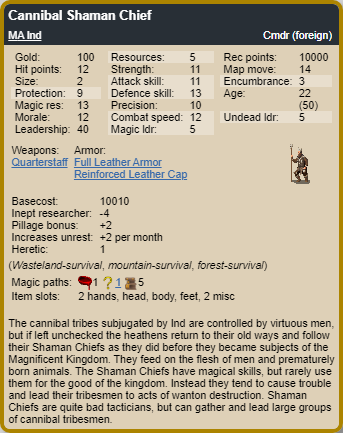 Cannibal Shaman Chief
MA Ind Cmdr (foreign)
Gold: 100 Resources: 5 Rec points: 10000
Hit points: 12 Strength: 11 Map move: 14
Size: 2 Attack skill: 11 Encumbrance: 3
Protection: 9 Defence skill: 13 Age: 22
Magic res: 13 Precision: 10 (50)
Morale: 12 Combat speed: 12 Undead ldr: 5
Leadership: 40 Magic ldr: 5
Weapons: Armor:
Quarterstaff Full Leather Armor
Reinforced Leather Cap
Basecost: 10010
Inept researcher: -4
Pillage bonus: +2
Increases unrest: +2 per month
Heretic: 1
(Wasteland-survival, mountain-survival, forest-survival)
Magic paths: 1 ? 1 5
Item slots: 2 hands, head, body, feet, 2 misc
The cannibal tribes subjugated by Ind are controlled by virtuous men,
but if left unchecked the heathens return to their old ways and follow
their Shaman Chiefs as they did before they became subjects of the
Magnificent Kingdom. They feed on the flesh of men and prematurely
born animals. The Shaman Chiefs have magical skills, but rarely use
them for the good of the kingdom. Instead they tend to cause trouble
and lead their tribesmen to acts of wanton destruction. Shaman
Chiefs are quite bad tacticians, but can gather and lead large groups
of cannibal tribesmen.